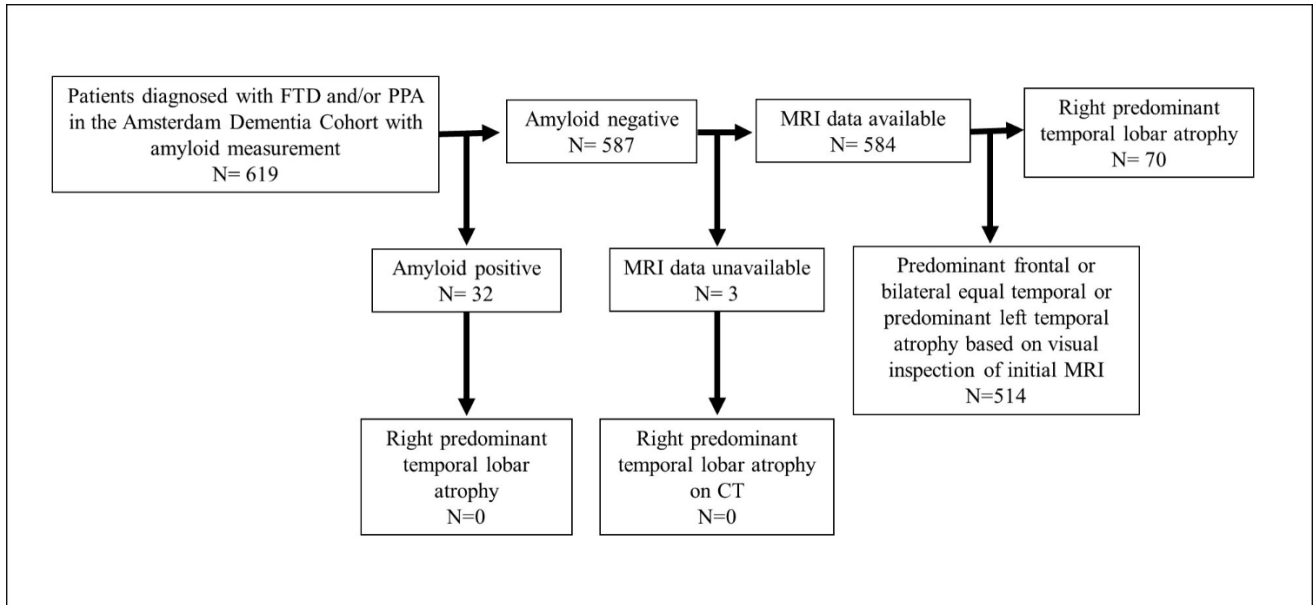 Patients diagnosed with FTD and/or PPA
in the Amsterdam Dementia Cohort with
amyloid measurement
N= 619
Amyloid negative
N= 587
MRI data available
N= 584
Right predominant
temporal lobar atrophy
N= 70
Amyloid positive
N= 32
MRI data unavailable
N= 3
Predominant frontal or
bilateral equal temporal or
predominant left temporal
atrophy based on visual
inspection of initial MRI
N=514
Right predominant
temporal lobar
atrophy
N=0
Right predominant
temporal lobar atrophy
on CT
N=0